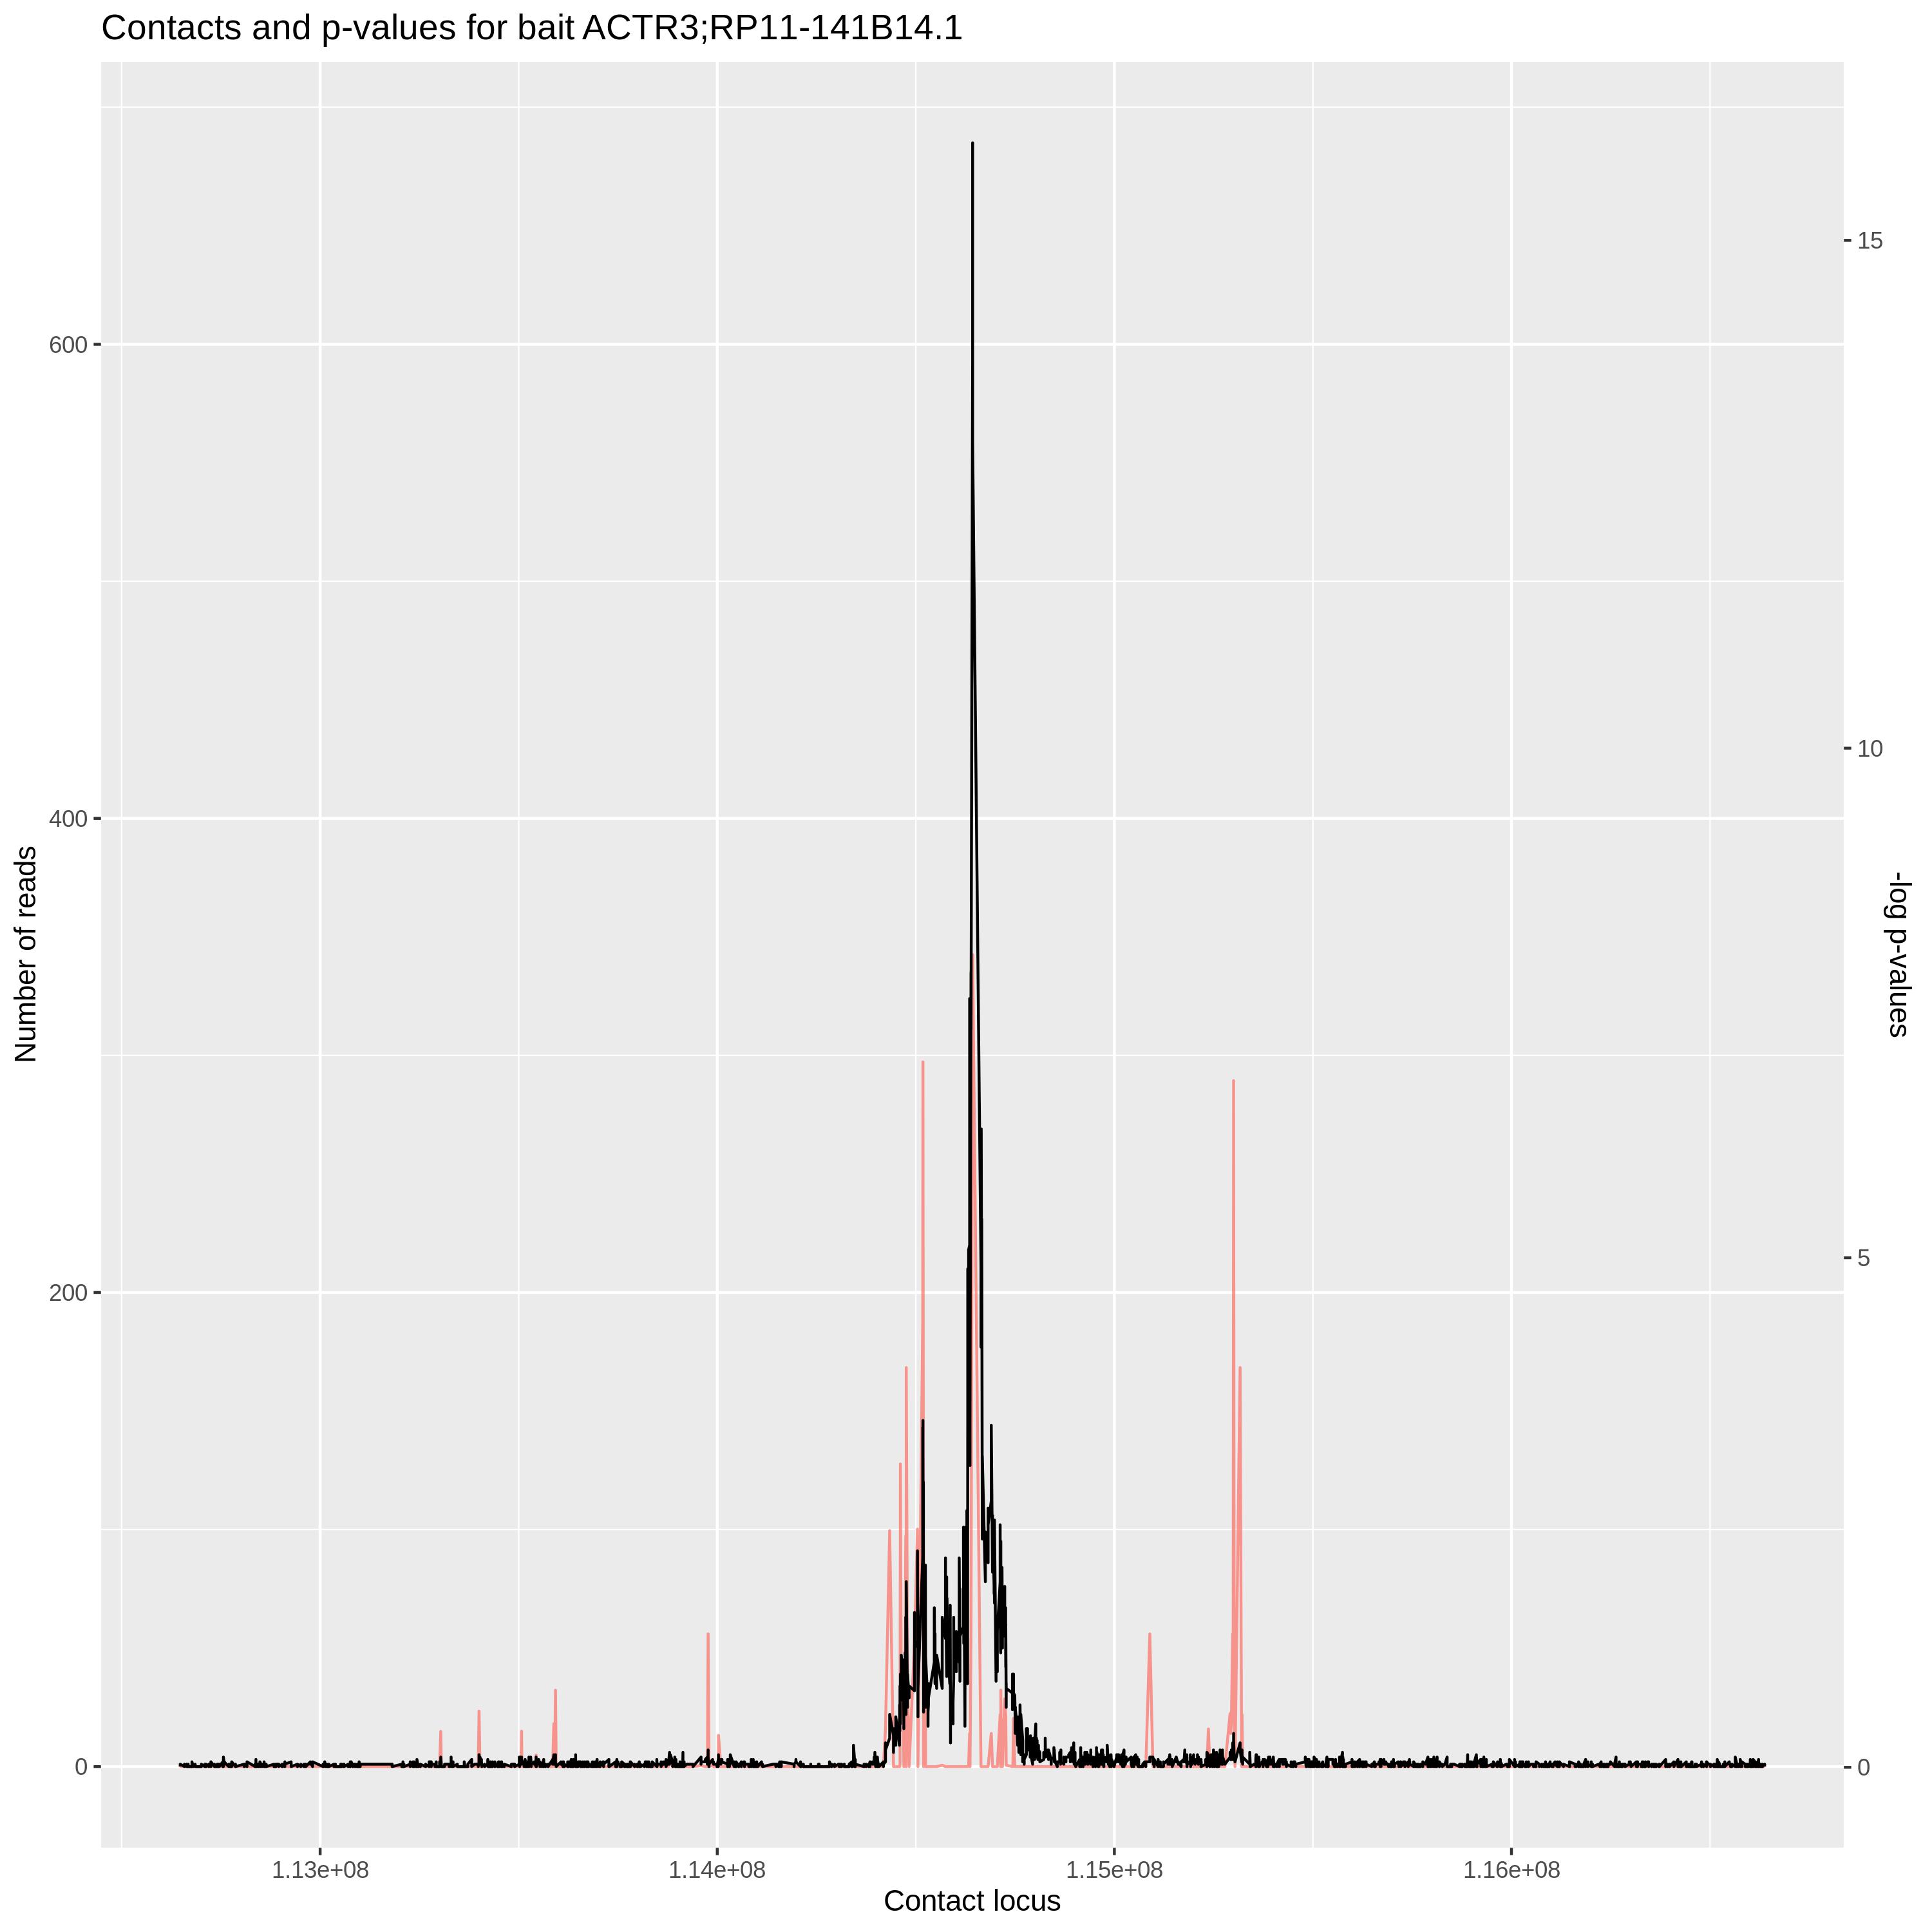 Contacts and p-values for bait ACTR3;RP11-141B14.1
600
400
200
0
Number of reads
15
10
5
0
-log p-values
1.13e+08 1.14e+08 1.15e+08 1.16e+08
Contact locus